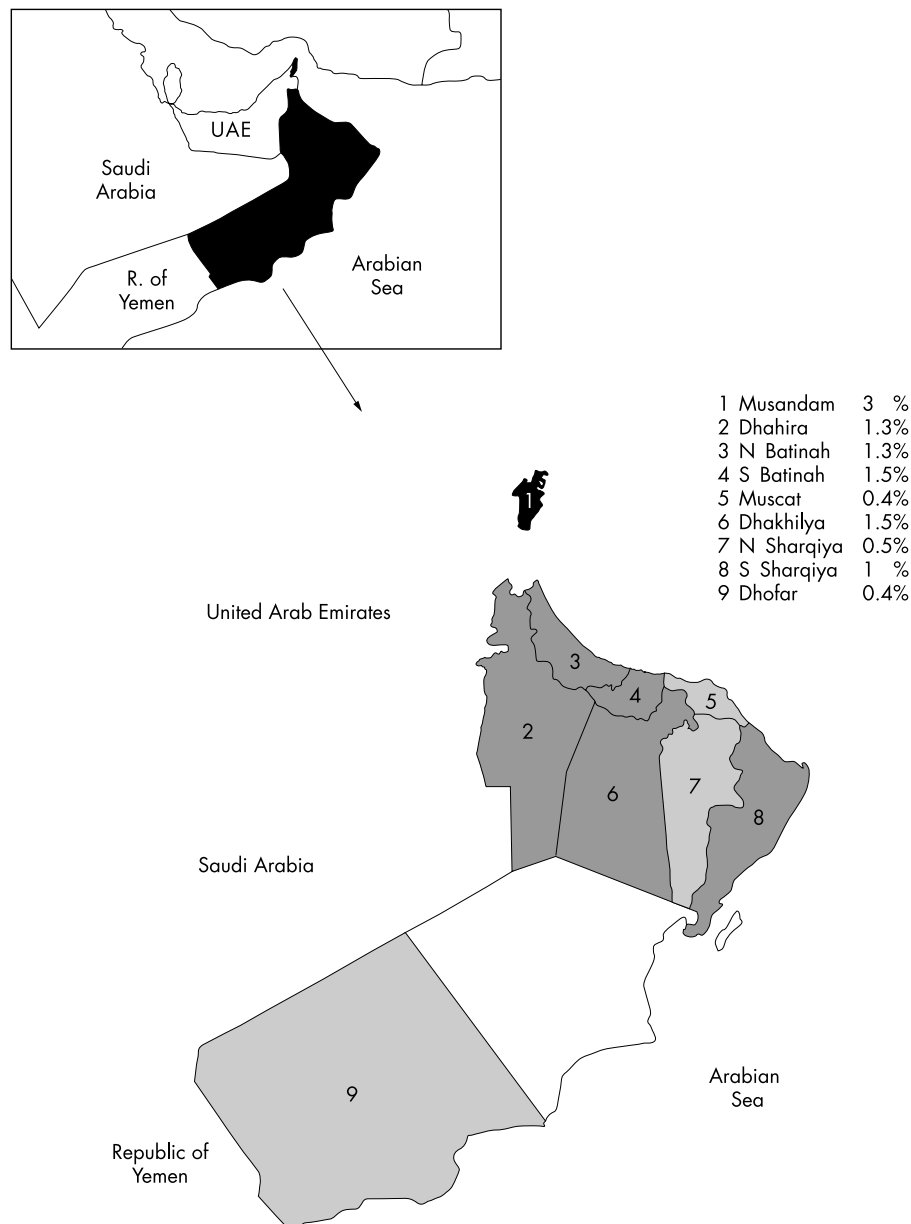 UAE
Saudi
Arabia
R. of
Yemen
Arabian
Sea
1 Musandam 3 %
2 Dhahira 1.3%
3 N Batinah 1.3%
4 S Batinah 1.5%
5 Muscat 0.4%
6 Dhakhilya 1.5%
7 N Sharqiya 0.5%
8 S Sharqiya 1 %
9 Dhofar 0.4%
1
United Arab Emirates
3
4
5
2
6
7
8
Saudi Arabia
9
Arabian
Sea
Republic of
Yemen